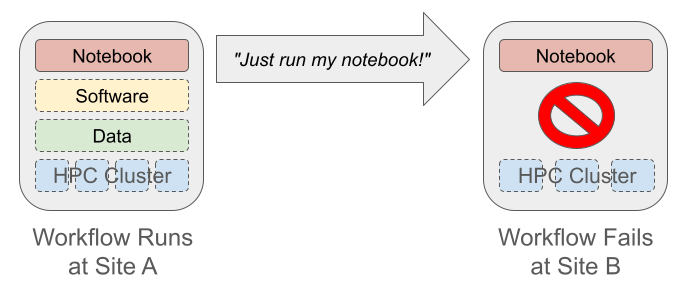 Notebook
Software
Data
HPC Cluster
Workflow Runs
at Site A
"Just run my notebook!"
Notebook
HPC Cluster
Workflow Fails
at Site B